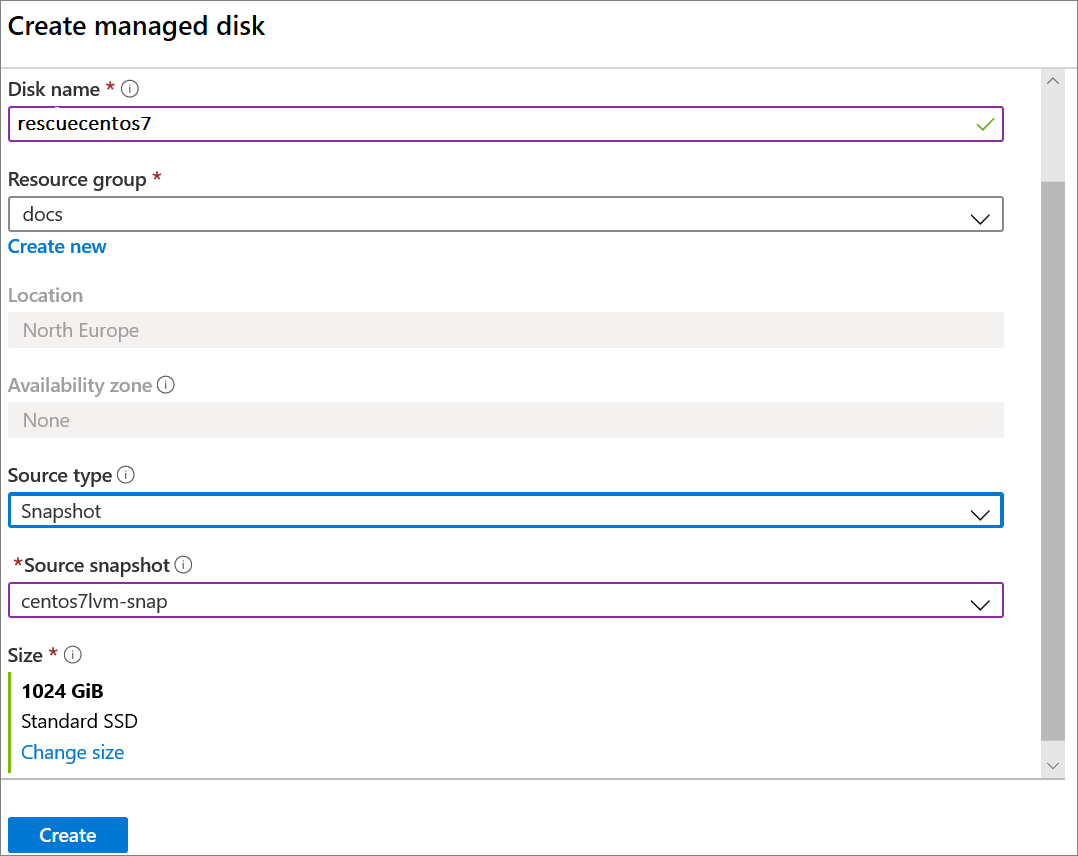 Create managed disk
Disk name *
rescuecentos7
Resource group *
docs
Create new
Location
North Europe
Availability zone
None
Source type
Snapshot
*Source snapshot
centos7lvm-snap
Size *
1024 GiB
Standard SSD
Change size
Create